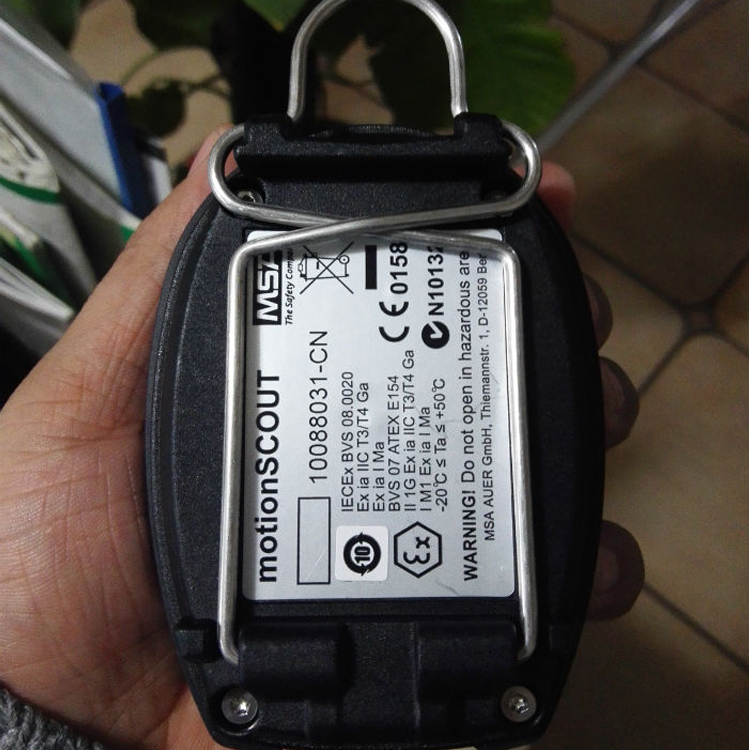 MSA
The Safety
motionSCOUT
10088031-CN
IECEx BVS 08.0020
Ex ia IIC T3/T4 Ga
Ex ia I Ma
BVS 07 ATEX E154
II 1G Ex ia IIC T3/T4 Ga
I M1 Ex ia I Ma
-20°C ≤ Ta ≤ +50°C
CE 0158
N10132
10
Ex
WARNING! Do not open in hazardous are
MSA AUER GmbH, Thiemannstr. 1, D-12059 Ber